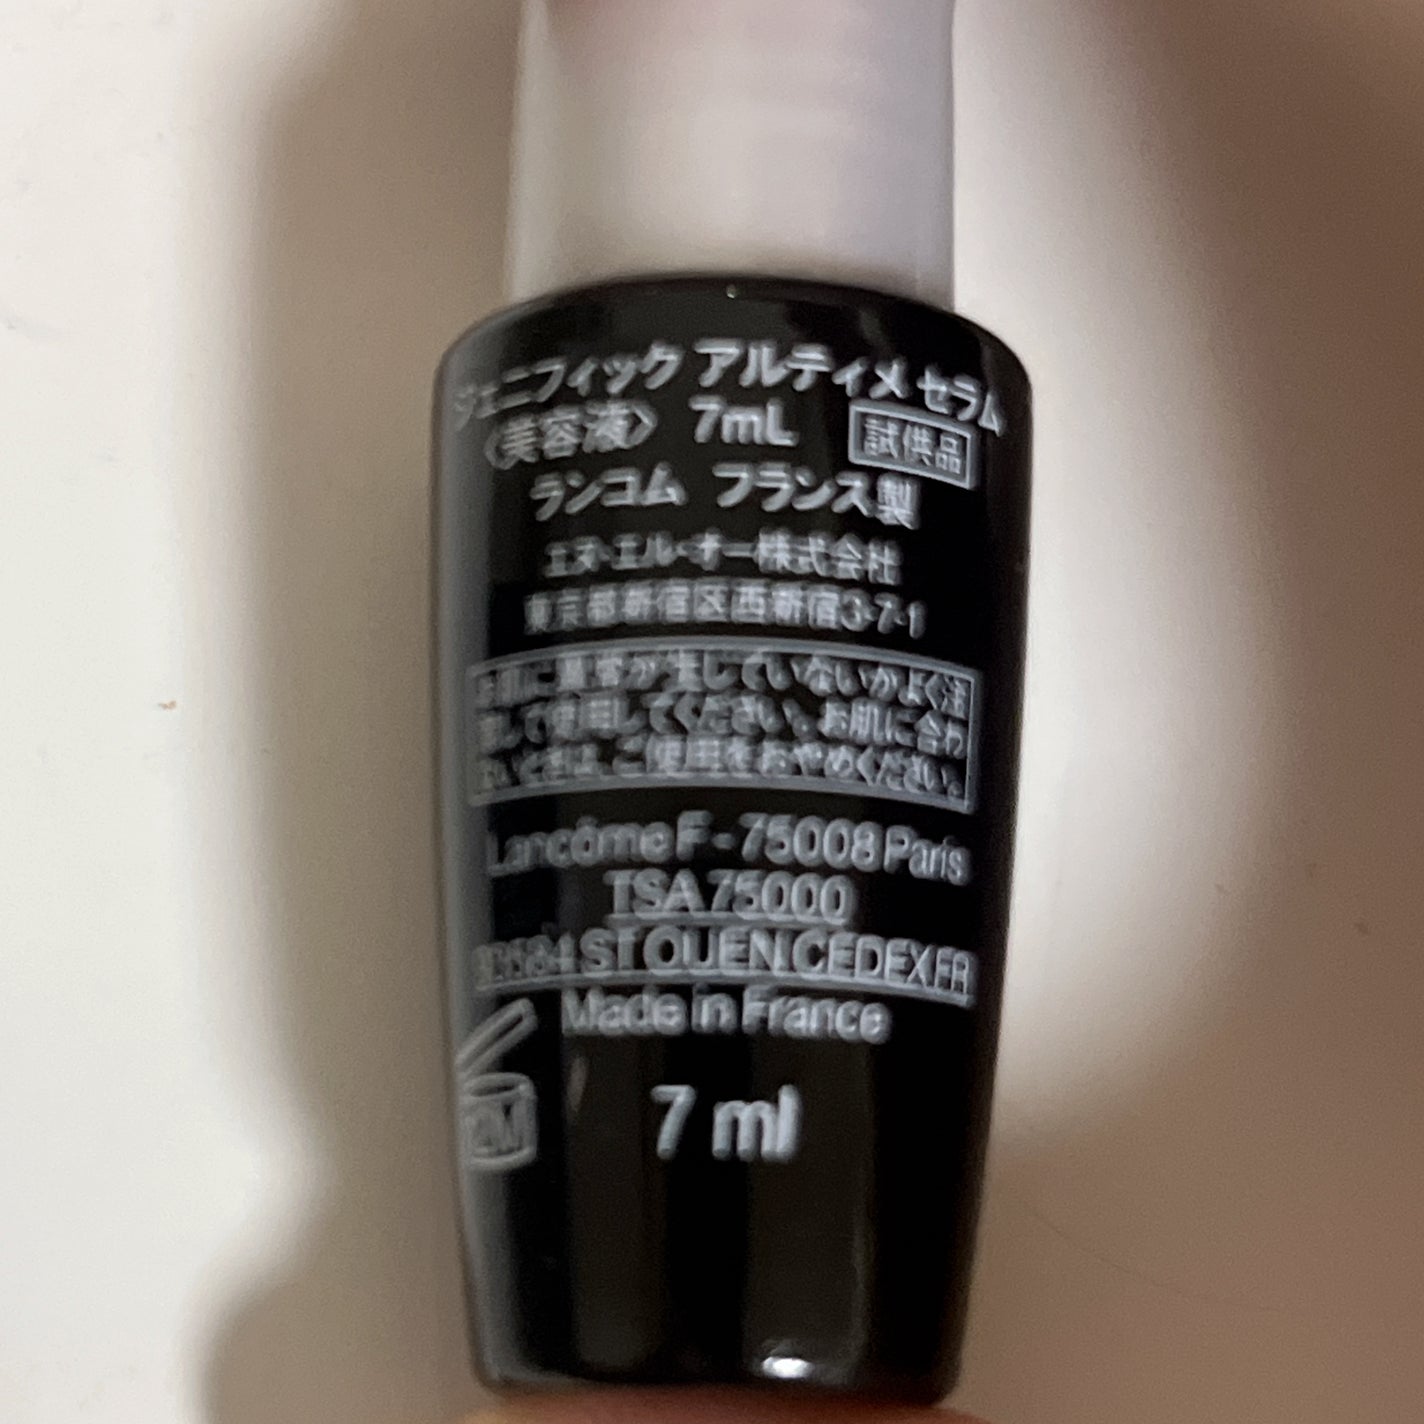 ジェニフィック アルティメ セラム
〈美容液〉 7mL 試供品
ランコム フランス製
エヌ・エル・オー株式会社
東京都新宿区西新宿3-7-1
お肌に異常が生じていないかよく注
意して使用してください。お肌に合わ
ないときは、ご使用をおやめください。
Lancôme F - 75008 Paris
TSA 75000
93584 ST OUEN CEDEX FR
Made in France
12M
7 ml